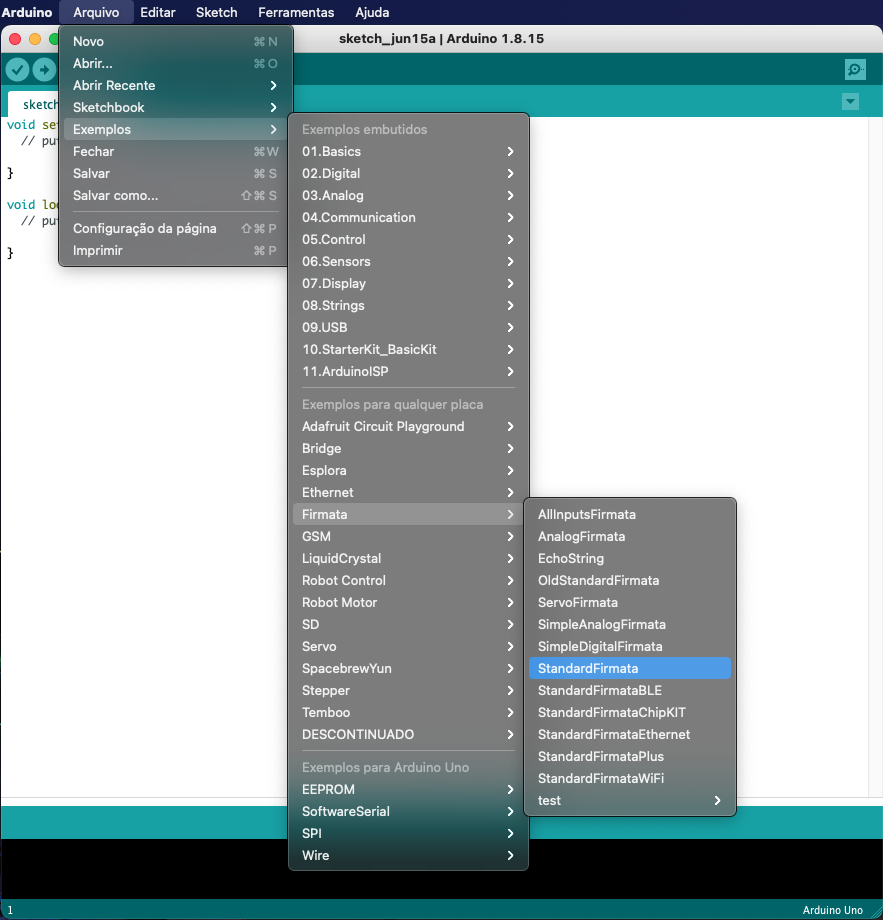 Arduino Arquivo Editar Sketch Ferramentas Ajuda
sketch_jun15a | Arduino 1.8.15
Novo ⌘ N
Abrir... ⌘ O
Abrir Recente
Sketchbook
Exemplos
Fechar ⌘ W
Salvar ⌘ S
Salvar como... ⇧ ⌘ S
Configuração da página ⇧ ⌘ P
Imprimir ⌘ P
sketch
void se
// pu
}
void loo
// pu
}
Exemplos embutidos
01.Basics
02.Digital
03.Analog
04.Communication
05.Control
06.Sensors
07.Display
08.Strings
09.USB
10.StarterKit_BasicKit
11.ArduinoISP
Exemplos para qualquer placa
Adafruit Circuit Playground
Bridge
Esplora
Ethernet
Firmata
GSM
LiquidCrystal
Robot Control
Robot Motor
SD
Servo
SpacebrewYun
Stepper
Temboo
DESCONTINUADO
Exemplos para Arduino Uno
EEPROM
SoftwareSerial
SPI
Wire
AllInputsFirmata
AnalogFirmata
EchoString
OldStandardFirmata
ServoFirmata
SimpleAnalogFirmata
SimpleDigitalFirmata
StandardFirmata
StandardFirmataBLE
StandardFirmataChipKIT
StandardFirmataEthernet
StandardFirmataPlus
StandardFirmataWiFi
test
1 Arduino Uno